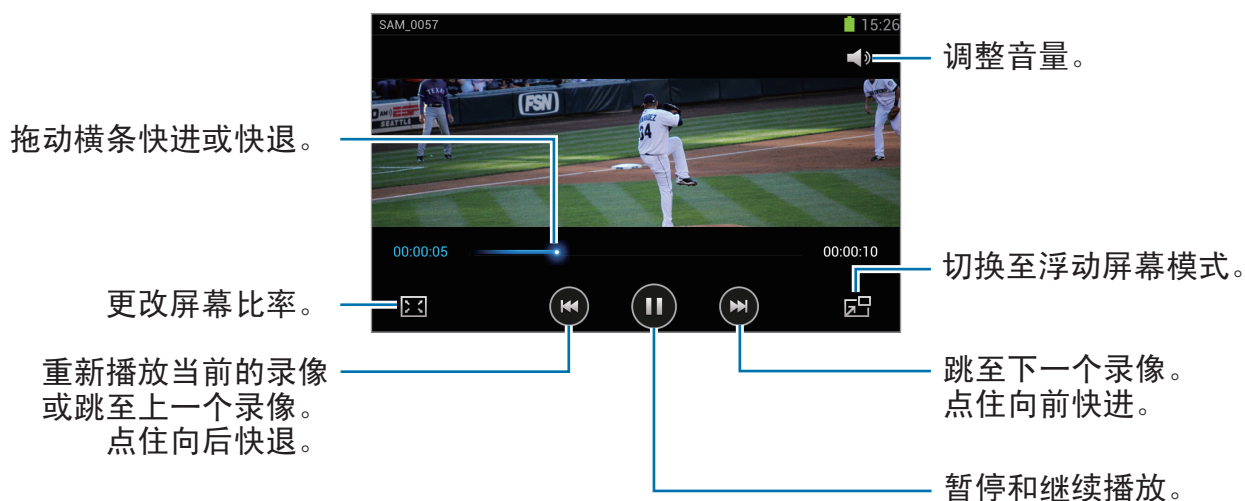 SAM_0057
15:26
调整音量。
FSN
TEXAS
SEATTLE
64
拖动横条快进或快退。
00:00:05
00:00:10
切换至浮动屏幕模式。
更改屏幕比率。
重新播放当前的录像
或跳至上一个录像。
点住向后快退。
跳至下一个录像。
点住向前快进。
暂停和继续播放。